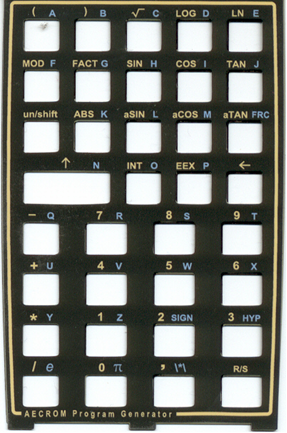 ( A ) B √ C LOG D LN E
MOD F FACT G SIN H COS I TAN J
un/shift ABS K aSIN L aCOS M aTAN FRC
↑ N INT O EEX P ←
− Q 7 R 8 S 9 T
+ U 4 V 5 W 6 X
* Y 1 Z 2 SIGN 3 HYP
/ e 0 π , \*\ R/S
AECROM Program Generator